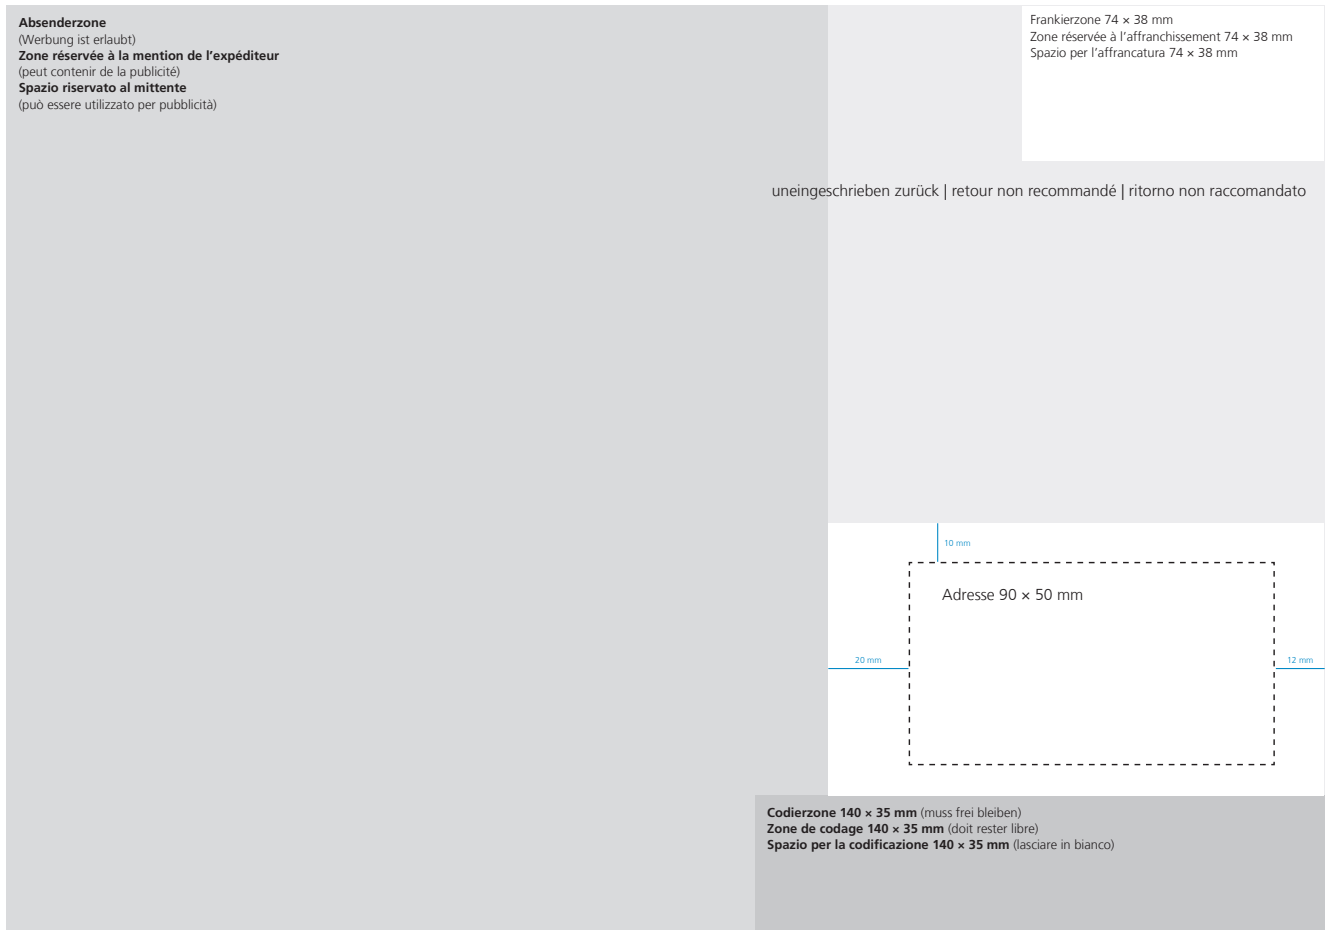 Absenderzone
(Werbung ist erlaubt)
Zone réservée à la mention de l’expéditeur
(peut contenir de la publicité)
Spazio riservato al mittente
(può essere utilizzato per pubblicità)
Frankierzone 74 × 38 mm
Zone réservée à l’affranchissement 74 × 38 mm
Spazio per l’affrancatura 74 × 38 mm
uneingeschrieben zurück | retour non recommandé | ritorno non raccomandato
10 mm
Adresse 90 × 50 mm
20 mm
12 mm
Codierzone 140 × 35 mm (muss frei bleiben)
Zone de codage 140 × 35 mm (doit rester libre)
Spazio per la codificazione 140 × 35 mm (lasciare in bianco)